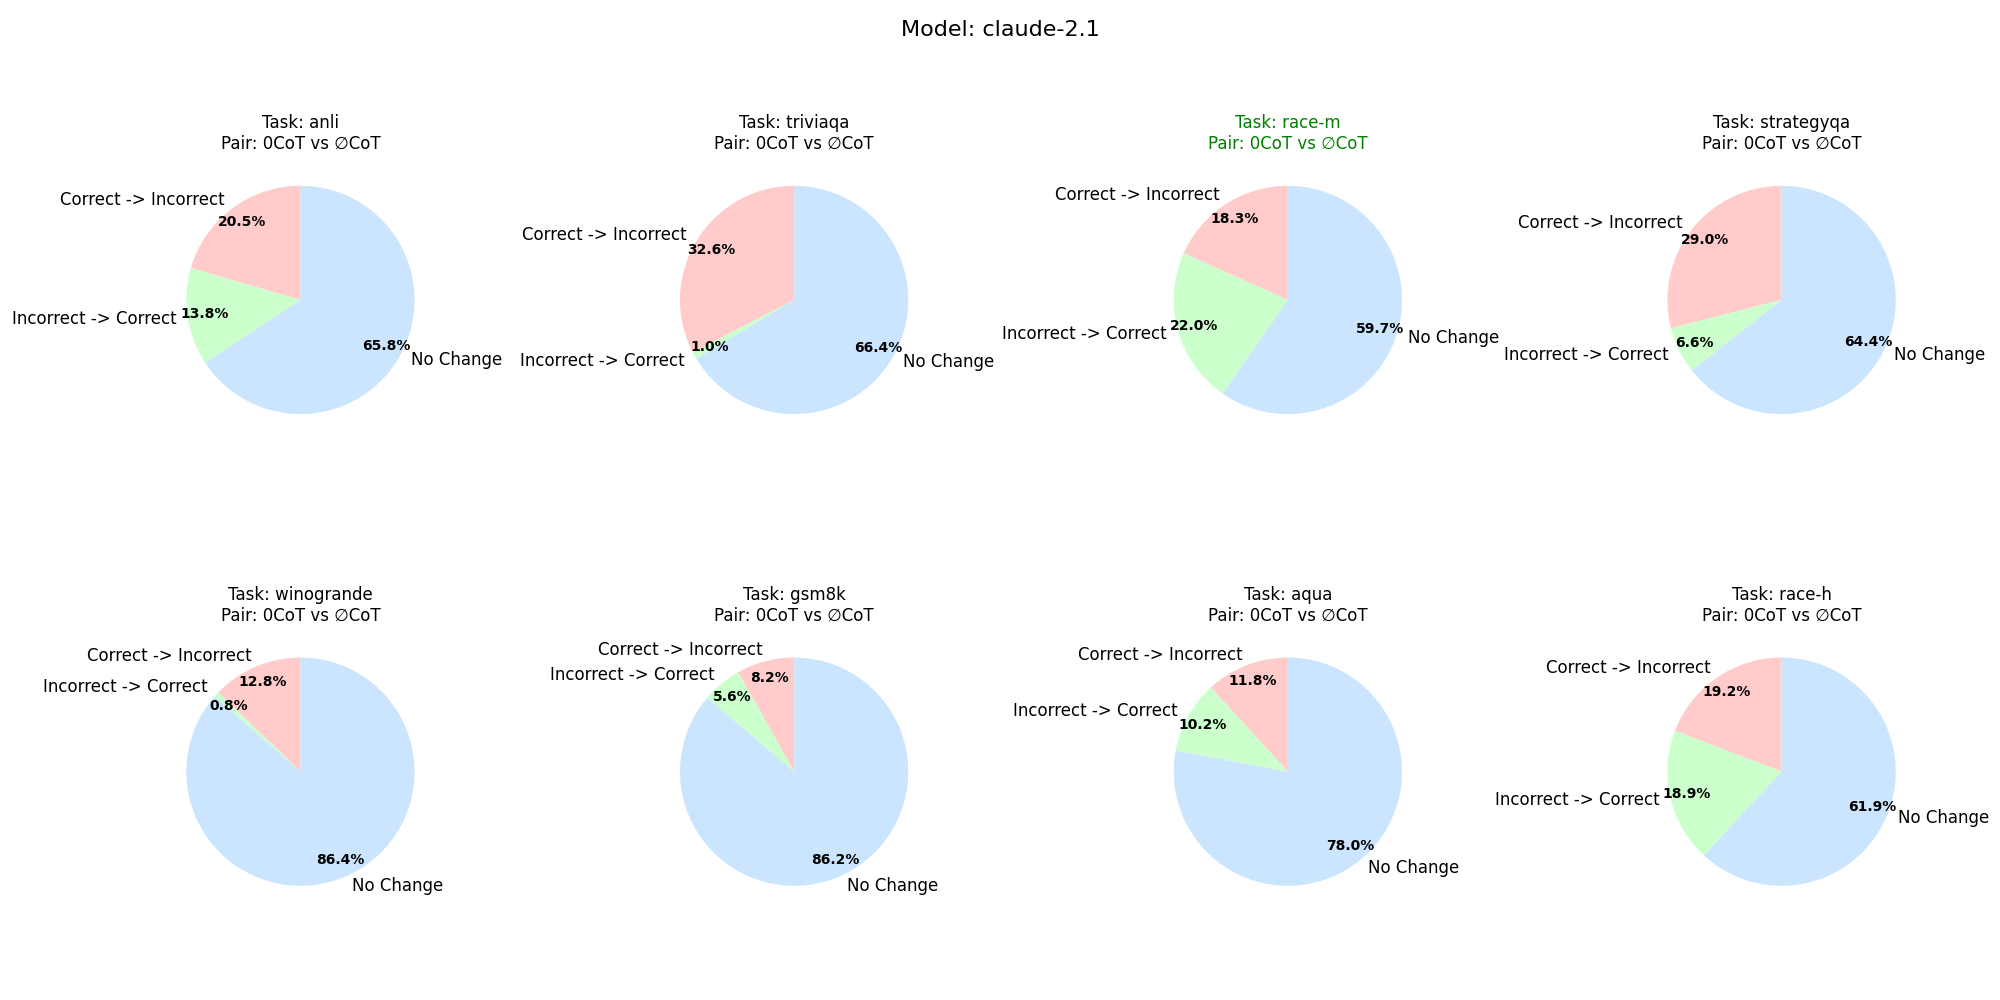 Model: claude-2.1
Task: anli
Pair: 0CoT vs ∅CoT
Correct -> Incorrect
20.5%
Incorrect -> Correct
13.8%
65.8%
No Change
Task: triviaqa
Pair: 0CoT vs ∅CoT
Correct -> Incorrect
32.6%
Incorrect -> Correct
1.0%
66.4%
No Change
Task: race-m
Pair: 0CoT vs ∅CoT
Correct -> Incorrect
18.3%
Incorrect -> Correct
22.0%
59.7%
No Change
Task: strategyqa
Pair: 0CoT vs ∅CoT
Correct -> Incorrect
29.0%
Incorrect -> Correct
6.6%
64.4%
No Change
Task: winogrande
Pair: 0CoT vs ∅CoT
Correct -> Incorrect
12.8%
Incorrect -> Correct
0.8%
86.4%
No Change
Task: gsm8k
Pair: 0CoT vs ∅CoT
Correct -> Incorrect
8.2%
Incorrect -> Correct
5.6%
86.2%
No Change
Task: aqua
Pair: 0CoT vs ∅CoT
Correct -> Incorrect
11.8%
Incorrect -> Correct
10.2%
78.0%
No Change
Task: race-h
Pair: 0CoT vs ∅CoT
Correct -> Incorrect
19.2%
Incorrect -> Correct
18.9%
61.9%
No Change